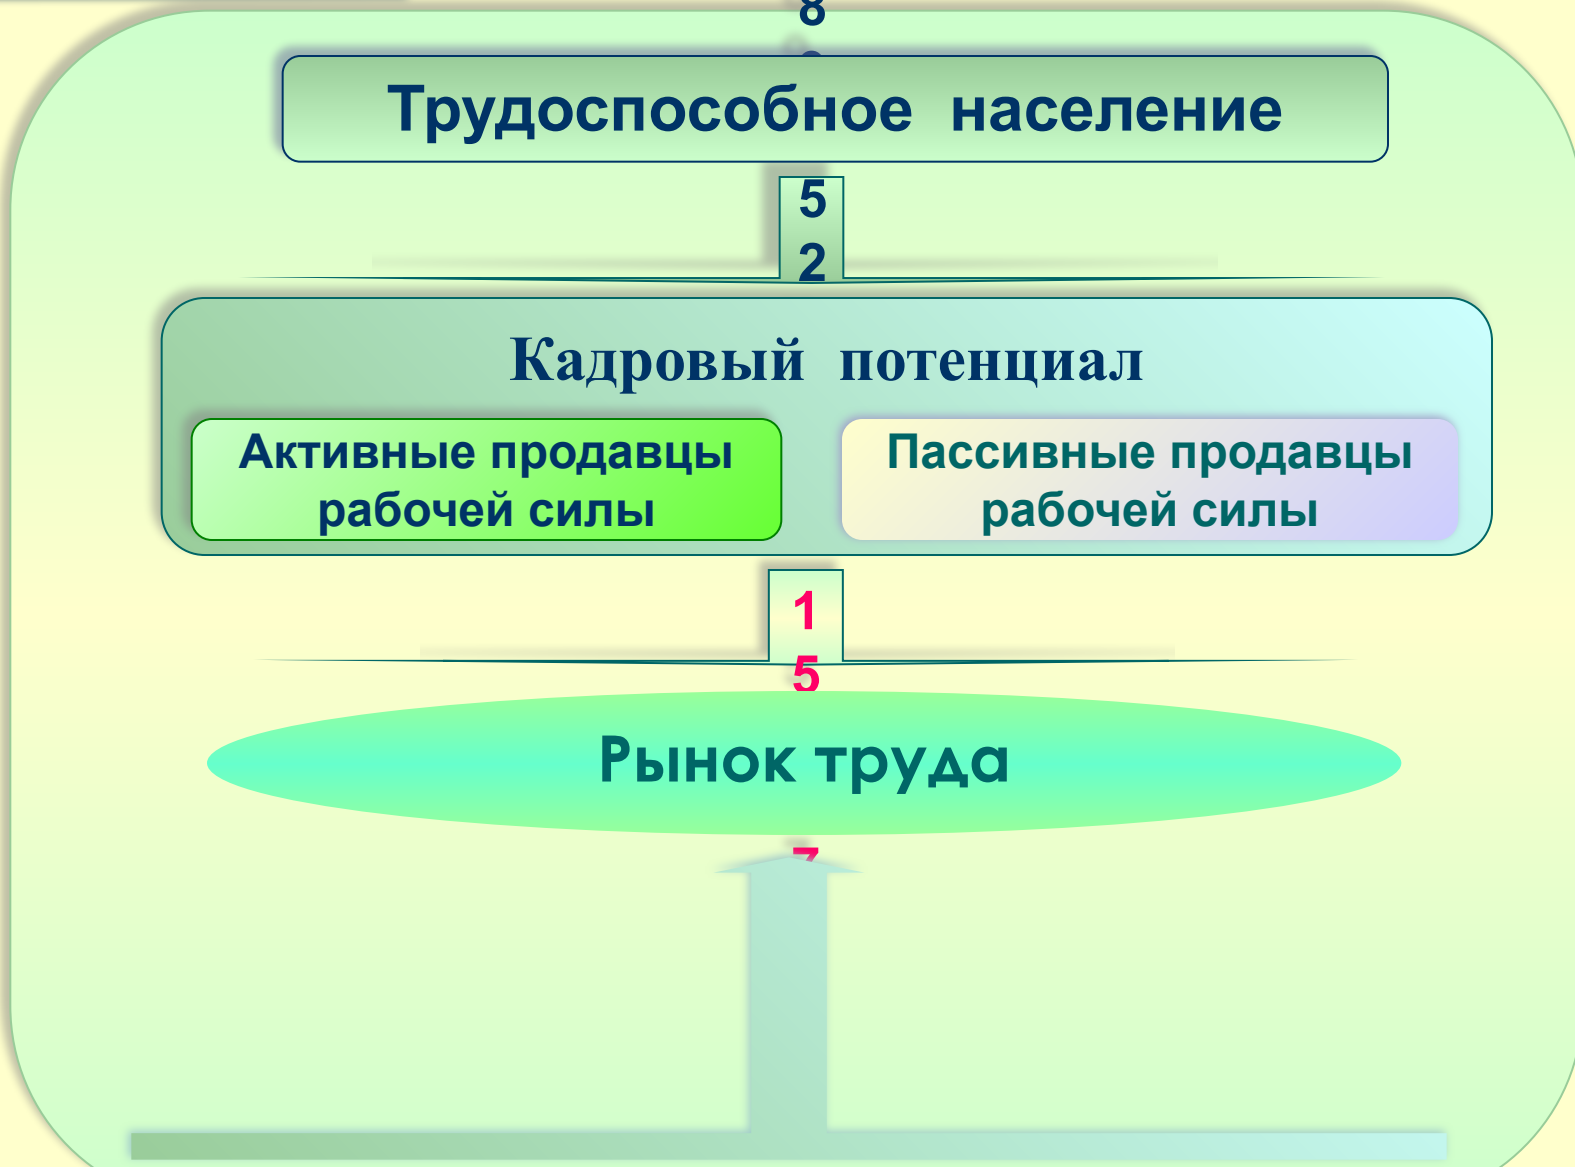 8
Трудоспособное население
5
2
Кадровый потенциал
Активные продавцы
рабочей силы
Пассивные продавцы
рабочей силы
1
5
Рынок труда
7